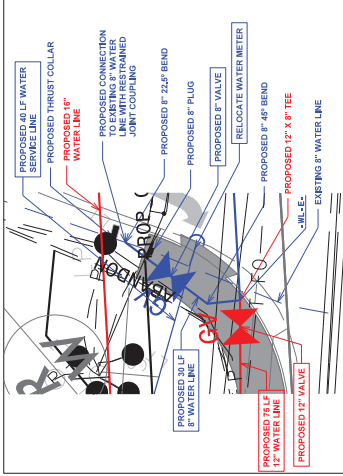 PROPOSED 40 LF WATER
SERVICE LINE
PROPOSED THRUST COLLAR
PROPOSED 16"
WATER LINE
PROPOSED CONNECTION
TO EXISTING 8" WATER
LINE WITH RESTRAINED
JOINT COUPLING
PROPOSED 8" 22.5° BEND
PROPOSED 8" PLUG
PROPOSED 8" VALVE
RELOCATE WATER METER
PROPOSED 8" 45° BEND
PROPOSED 12" X 8" TEE
-WL-E-
EXISTING 8" WATER LINE
PROP.
ABANDON
GV
GV
R/W
PROPOSED 30 LF
8" WATER LINE
PROPOSED 75 LF
12" WATER LINE
PROPOSED 12" VALVE